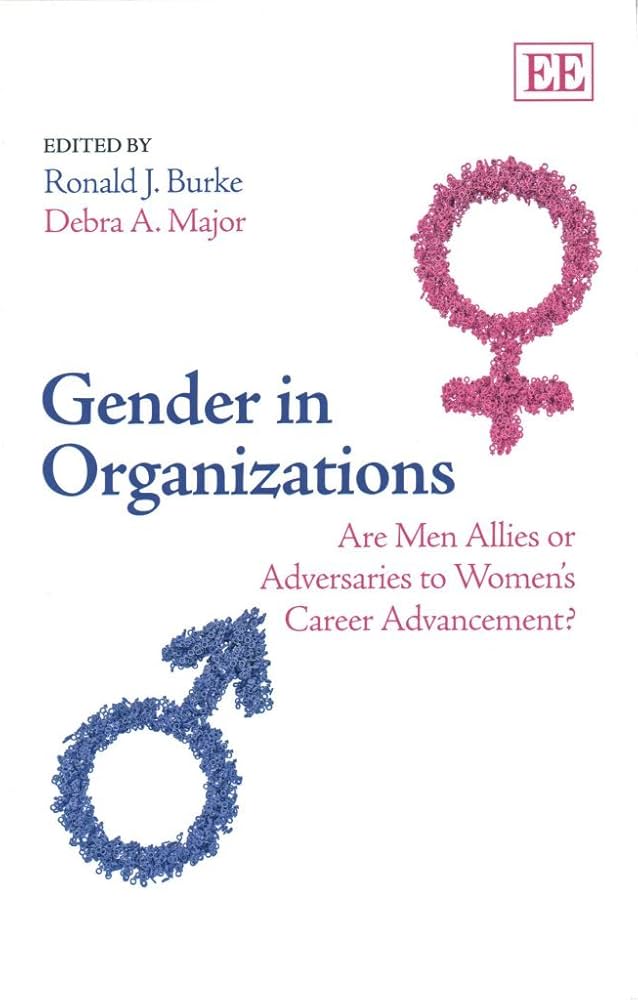 EE
EDITED BY
Ronald J. Burke
Debra A. Major
Gender in
Organizations
Are Men Allies or
Adversaries to Women's
Career Advancement?